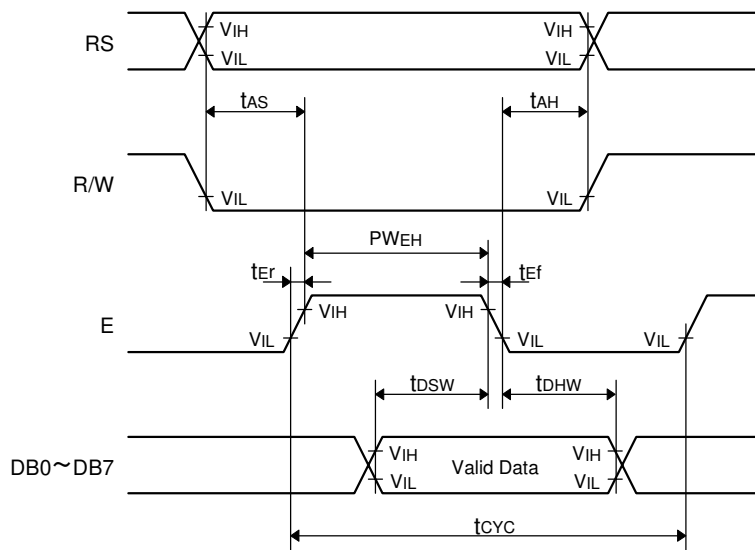 RS
VIH
VIH
VIL
VIL
tAS
tAH
R/W
VIL
VIL
PWEH
tEr
tEf
E
VIH
VIH
VIL
VIL
VIL
tDSW
tDHW
DB0～DB7
VIH
VIH
Valid Data
VIL
VIL
tCYC